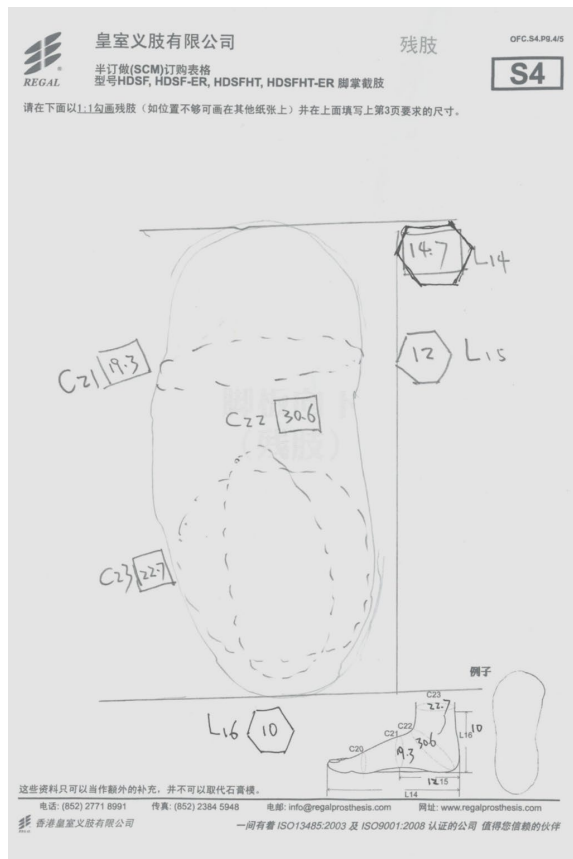 皇室义肢有限公司
残肢
OFC.S4.P9.4/5
REGAL
半订做(SCM)订购表格
型号HDSF, HDSF-ER, HDSFHT, HDSFHT-ER 脚掌截肢
S4
请在下面以1:1勾画残肢（如位置不够可画在其他纸张上）并在上面填写上第3页要求的尺寸。
14.7 L14
C21 19.3
12 L15
C22 30.6
（残肢）
C23 22.7
例子
L16 10
C23
22.7
C22
C21
L16 10
30.6
C20
19.3
12 L15
L14
这些资料只可以当作额外的补充，并不可以取代石膏模。
电话: (852) 2771 8991 传真: (852) 2384 5948 电邮: info@regalprosthesis.com 网址: www.regalprosthesis.com
香港皇室义肢有限公司
一间有着 ISO13485:2003 及 ISO9001:2008 认证的公司 值得您信赖的伙伴